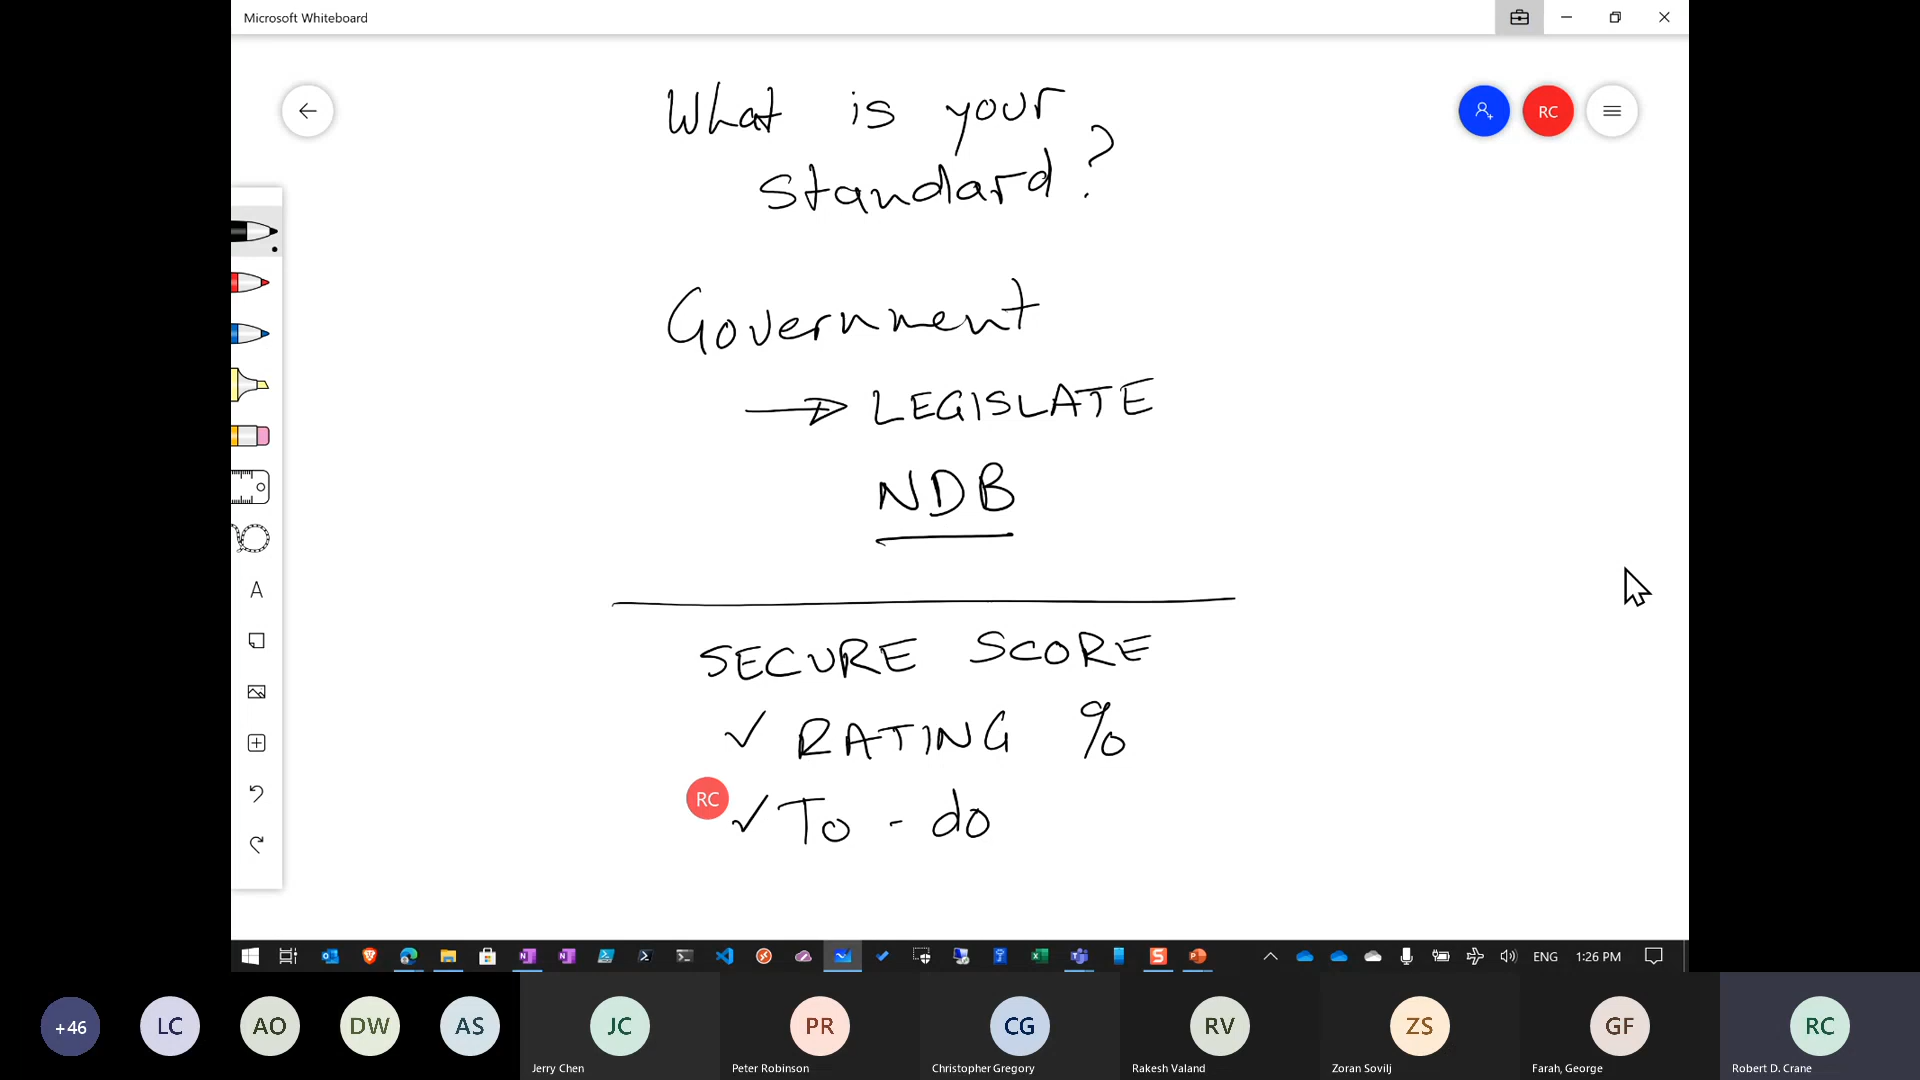 Microsoft Whiteboard
RC
What is your
standard?
Government
→ LEGISLATE
NDB
SECURE SCORE
✓ RATING %
RC
✓ To - do
A
ENG
1:26 PM
+46
LC
AO
DW
AS
JC
PR
CG
RV
ZS
GF
RC
Jerry Chen
Peter Robinson
Christopher Gregory
Rakesh Valand
Zoran Sovilj
Farah, George
Robert D. Crane